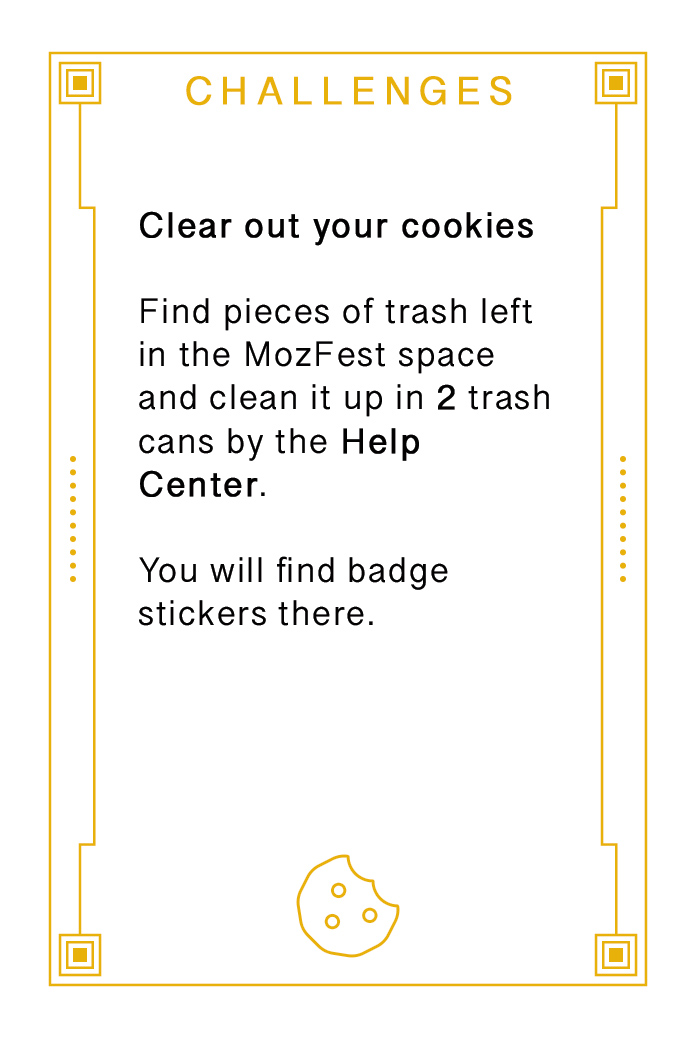 CHALLENGES
Clear out your cookies
Find pieces of trash left
in the MozFest space
and clean it up in 2 trash
cans by the Help
Center.
You will find badge
stickers there.